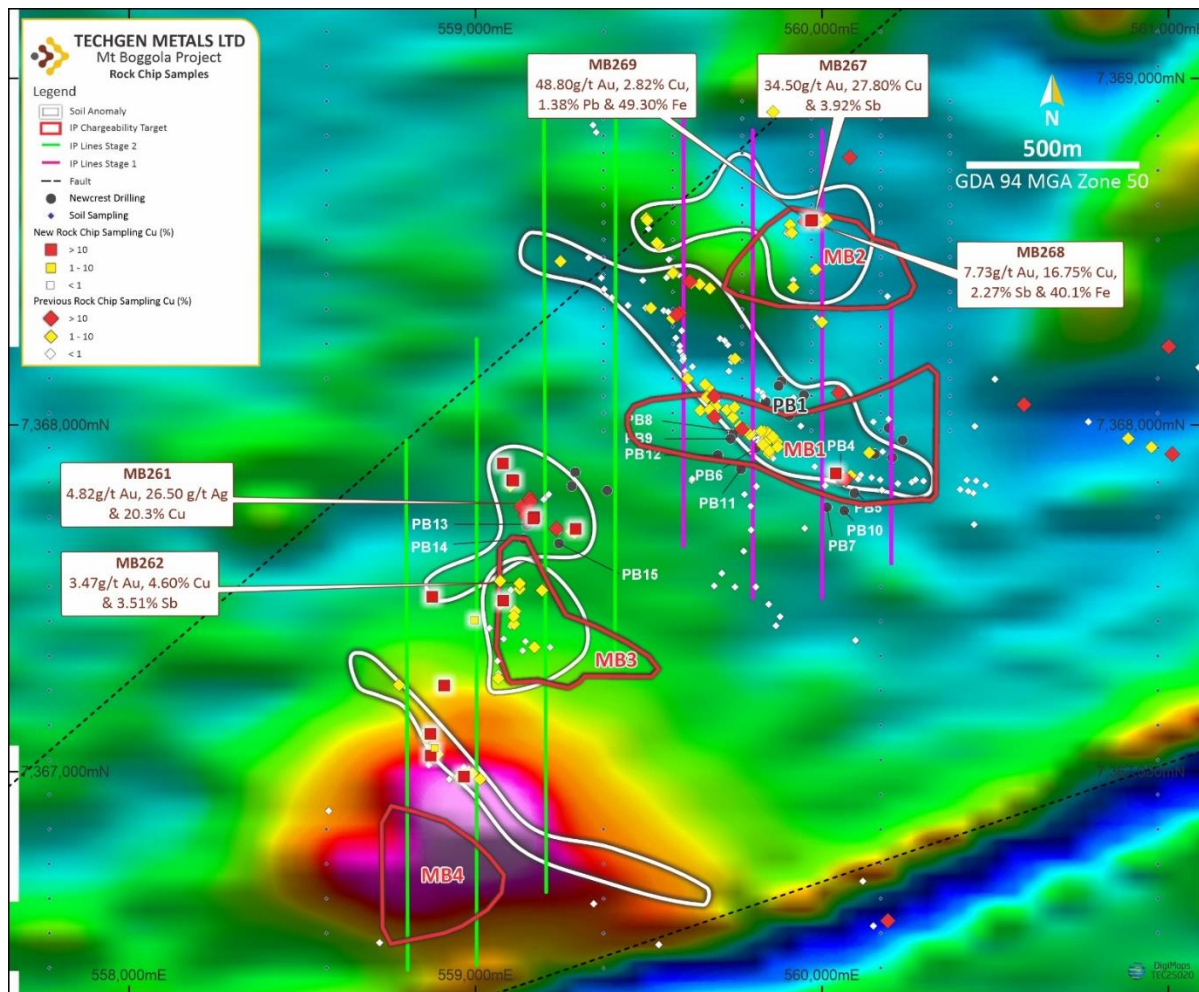 TECHGEN METALS LTD
Mt Boggola Project
Rock Chip Samples
Legend
Soil Anomaly
IP Chargeability Target
IP Lines Stage 2
IP Lines Stage 1
Fault
Newcrest Drilling
Soil Sampling
New Rock Chip Sampling Cu (%)
> 10
1 - 10
< 1
Previous Rock Chip Sampling Cu (%)
> 10
1 - 10
< 1
559,000mE
560,000mE
561,000mE
7,369,000mN
N
500m
GDA 94 MGA Zone 50
MB269
48.80g/t Au, 2.82% Cu,
1.38% Pb & 49.30% Fe
MB267
34.50g/t Au, 27.80% Cu
& 3.92% Sb
MB268
7.73g/t Au, 16.75% Cu,
2.27% Sb & 40.1% Fe
MB2
PB1
7,368,000mN
7,368,000mN
PB8
PB9
PB12
MB1
PB4
PB6
PB11
PB5
PB10
PB7
MB261
4.82g/t Au, 26.50 g/t Ag
& 20.3% Cu
PB13
PB14
PB15
MB262
3.47g/t Au, 4.60% Cu
& 3.51% Sb
MB3
7,367,000mN
MB4
558,000mE
559,000mE
560,000mE
DigiMaps
TEC25020